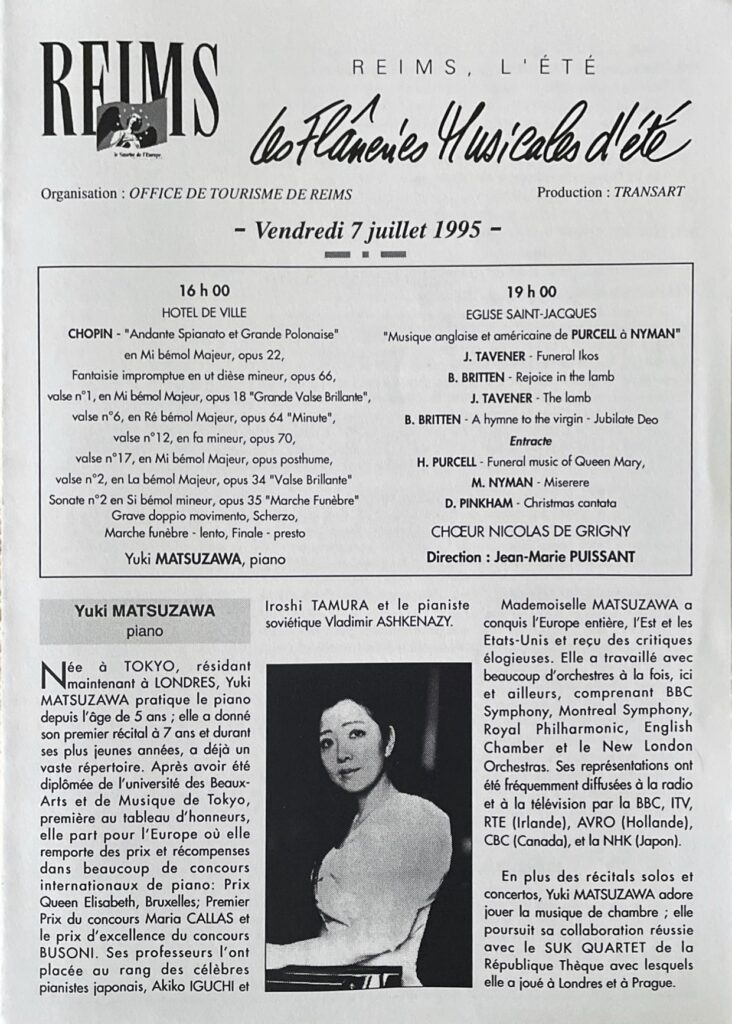 REIMS
le Sourire de l'Europe
REIMS, L'ÉTÉ
Les Flâneries Musicales d'été
Organisation : OFFICE DE TOURISME DE REIMS
Production : TRANSART
- Vendredi 7 juillet 1995 -
16 h 00
HOTEL DE VILLE
CHOPIN - "Andante Spianato et Grande Polonaise"
en Mi bémol Majeur, opus 22,
Fantaisie impromptue en ut dièse mineur, opus 66,
valse n°1, en Mi bémol Majeur, opus 18 "Grande Valse Brillante",
valse n°6, en Ré bémol Majeur, opus 64 "Minute",
valse n°12, en fa mineur, opus 70,
valse n°17, en Mi bémol Majeur, opus posthume,
valse n°2, en La bémol Majeur, opus 34 "Valse Brillante"
Sonate n°2 en Si bémol mineur, opus 35 "Marche Funèbre"
Grave doppio movimento, Scherzo,
Marche funèbre - lento, Finale - presto
Yuki MATSUZAWA, piano
19 h 00
EGLISE SAINT-JACQUES
"Musique anglaise et américaine de PURCELL à NYMAN"
J. TAVENER - Funeral Ikos
B. BRITTEN - Rejoice in the lamb
J. TAVENER - The lamb
B. BRITTEN - A hymne to the virgin - Jubilate Deo
Entracte
H. PURCELL - Funeral music of Queen Mary,
M. NYMAN - Miserere
D. PINKHAM - Christmas cantata
CHŒUR NICOLAS DE GRIGNY
Direction : Jean-Marie PUISSANT
Yuki MATSUZAWA
piano
Née à TOKYO, résidant
maintenant à LONDRES, Yuki
MATSUZAWA pratique le piano
depuis l'âge de 5 ans ; elle a donné
son premier récital à 7 ans et durant
ses plus jeunes années, a déjà un
vaste répertoire. Après avoir été
diplômée de l'université des Beaux-
Arts et de Musique de Tokyo,
première au tableau d'honneurs,
elle part pour l'Europe où elle
remporte des prix et récompenses
dans beaucoup de concours
internationaux de piano: Prix
Queen Elisabeth, Bruxelles; Premier
Prix du concours Maria CALLAS et
le prix d'excellence du concours
BUSONI. Ses professeurs l'ont
placée au rang des célèbres
pianistes japonais, Akiko IGUCHI et
Iroshi TAMURA et le pianiste
soviétique Vladimir ASHKENAZY.
Mademoiselle MATSUZAWA a
conquis l'Europe entière, l'Est et les
Etats-Unis et reçu des critiques
élogieuses. Elle a travaillé avec
beaucoup d'orchestres à la fois, ici
et ailleurs, comprenant BBC
Symphony, Montreal Symphony,
Royal Philharmonic, English
Chamber et le New London
Orchestras. Ses représentations ont
été fréquemment diffusées à la radio
et à la télévision par la BBC, ITV,
RTE (Irlande), AVRO (Hollande),
CBC (Canada), et la NHK (Japon).
En plus des récitals solos et
concertos, Yuki MATSUZAWA adore
jouer la musique de chambre ; elle
poursuit sa collaboration réussie
avec le SUK QUARTET de la
République Thèque avec lesquels
elle a joué à Londres et à Prague.